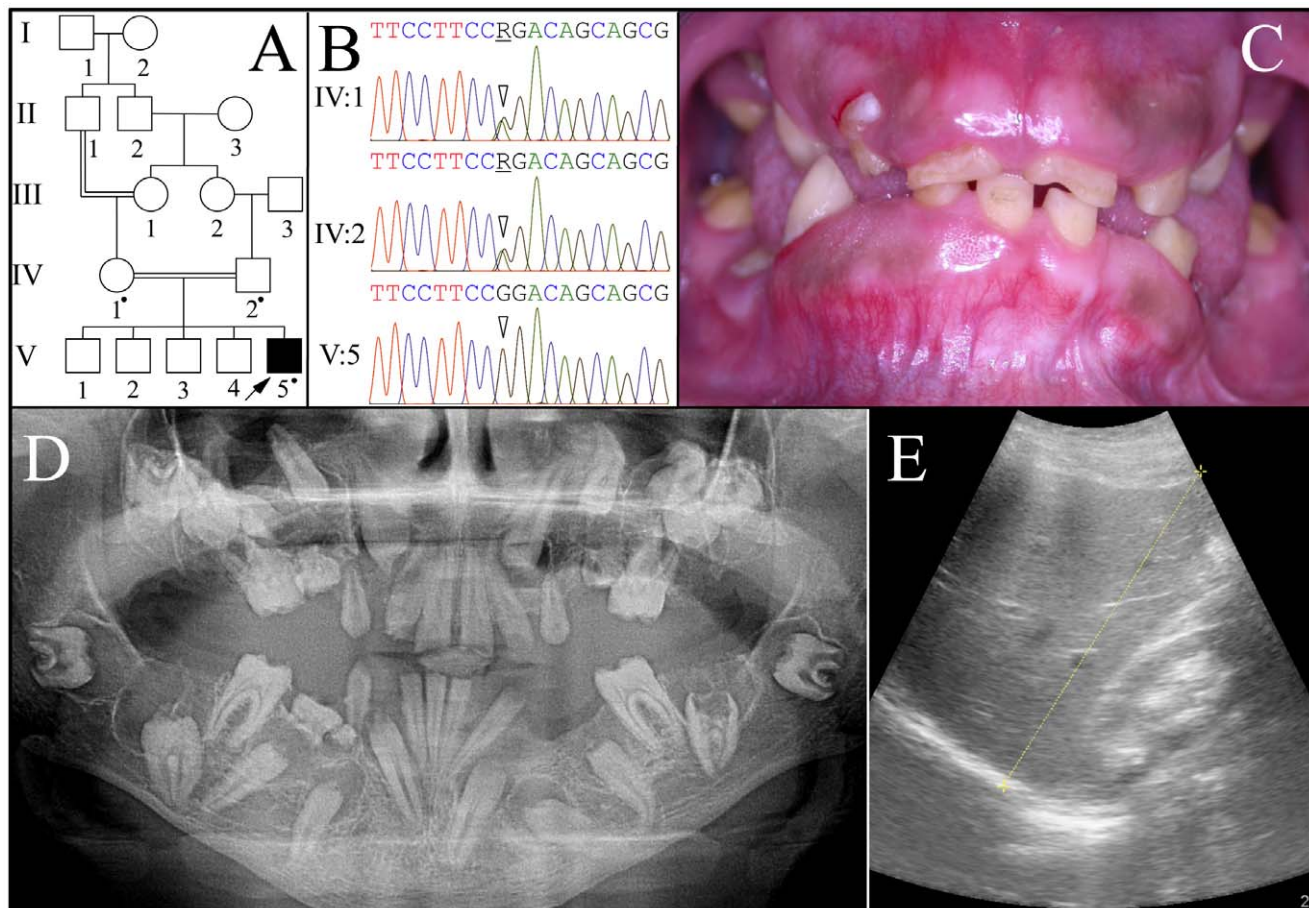 A
I
1 2
II
1 2 3
III
1 2 3
IV
1• 2•
V
1 2 3 4 5•
B
TTCCTTCCRGACAGCAGCG
IV:1
TTCCTTCCRGACAGCAGCG
IV:2
TTCCTTCCGGACAGCAGCG
V:5
C
D
E
2